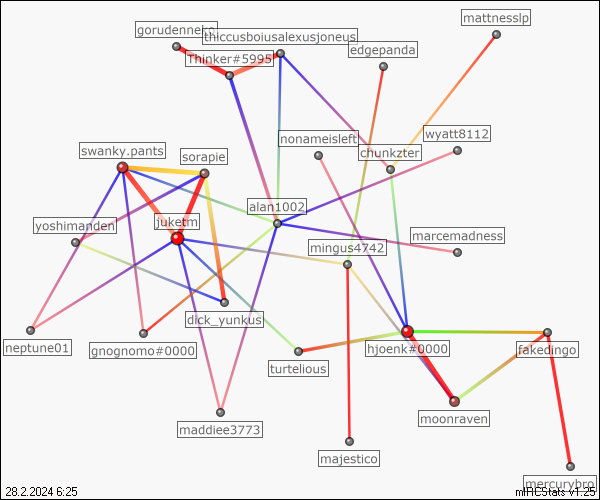 mattnesslp
gorudenneko
thiccusboiusalexusjoneus
edgepanda
Thinker#5995
wyatt8112
nonameisleft
chunkzter
swanky.pants
sorapie
alan1002
yoshimanden
juketm
marcemadness
mingus4742
dick_yunkus
neptune01
gnognomo#0000
hjoenk#0000
fakedingo
turtelious
moonraven
maddiee3773
majestico
mercurybro
28.2.2024 6:25
mIRCStats v1.25